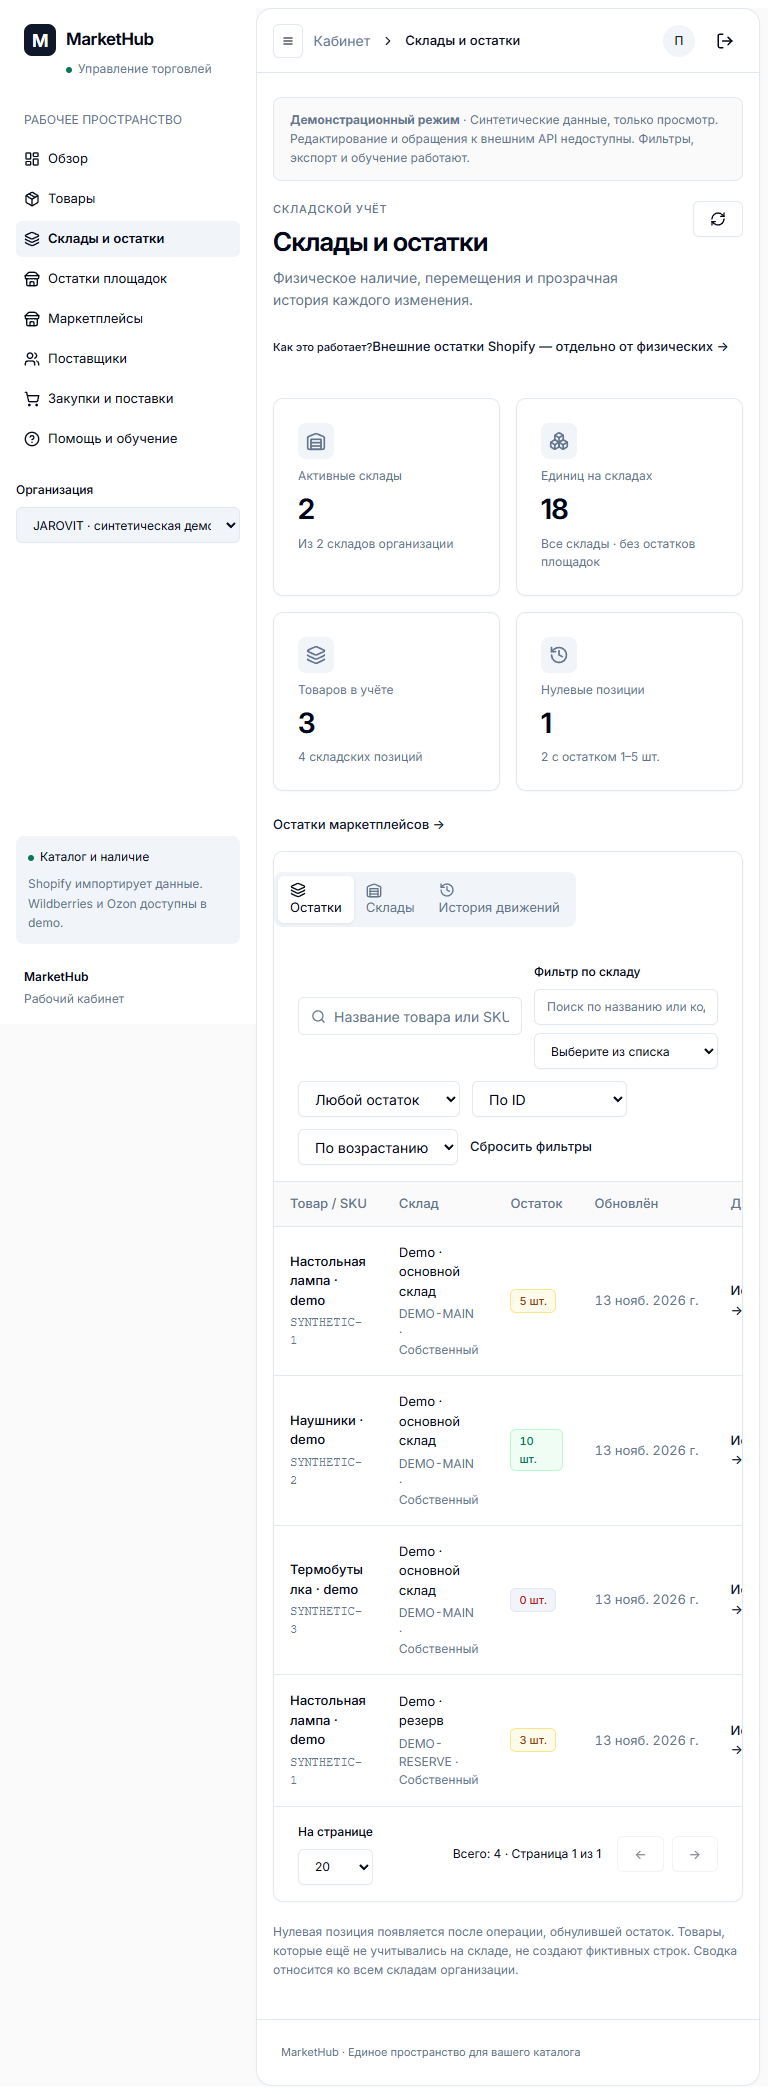 M MarketHub
Управление торговлей
РАБОЧЕЕ ПРОСТРАНСТВО
Обзор
Товары
Склады и остатки
Остатки площадок
Маркетплейсы
Поставщики
Закупки и поставки
Помощь и обучение
Организация
JAROVIT · синтетическая
Каталог и наличие
Shopify импортирует данные.
Wildberries и Ozon доступны в
demo.
MarketHub
Рабочий кабинет
Кабинет > Склады и остатки
П
Демонстрационный режим · Синтетические данные, только просмотр.
Редактирование и обращения к внешним API недоступны. Фильтры,
экспорт и обучение работают.
СКЛАДСКОЙ УЧЁТ
Склады и остатки
Физическое наличие, перемещения и прозрачная
история каждого изменения.
Как это работает?Внешние остатки Shopify — отдельно от физических →
Активные склады
2
Из 2 складов организации
Единиц на складах
18
Все склады · без остатков
площадок
Товаров в учёте
3
4 складских позиций
Нулевые позиции
1
2 с остатком 1–5 шт.
Остатки маркетплейсов →
Остатки
Склады
История движений
Название товара или SKU
Фильтр по складу
Поиск по названию или
Выберите из списка
Любой остаток
По ID
По возрастанию
Сбросить фильтры
Товар / SKU Склад Остаток Обновлён
Настольная
лампа ·
demo
SYNTHETIC-
1
Demo ·
основной
склад
DEMO-MAIN
·
Собственный
5 шт.
13 нояб. 2026 г.
→
Наушники ·
demo
SYNTHETIC-
2
Demo ·
основной
склад
DEMO-MAIN
·
Собственный
10
шт.
13 нояб. 2026 г.
→
Термобуты
лка · demo
SYNTHETIC-
3
Demo ·
основной
склад
DEMO-MAIN
·
Собственный
0 шт.
13 нояб. 2026 г.
→
Настольная
лампа ·
demo
SYNTHETIC-
1
Demo ·
резерв
DEMO-
RESERVE ·
Собственный
3 шт.
13 нояб. 2026 г.
→
На странице
20
Всего: 4 · Страница 1 из 1
← →
Нулевая позиция появляется после операции, обнулившей остаток. Товары,
которые ещё не учитывались на складе, не создают фиктивных строк. Сводка
относится ко всем складам организации.
MarketHub · Единое пространство для вашего каталога